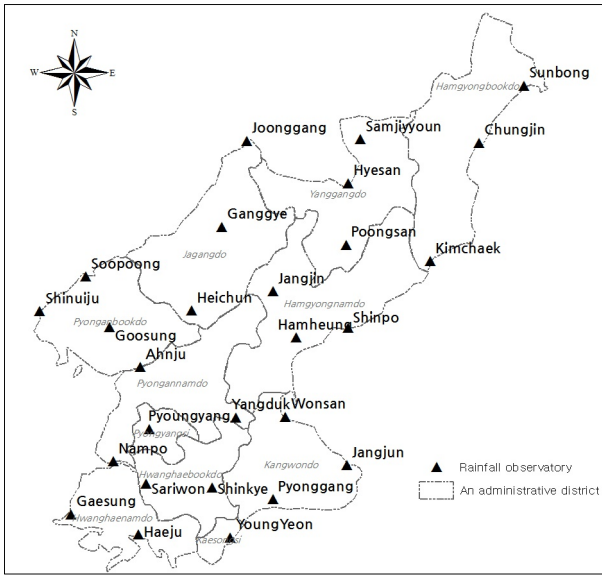 N
W
E
S
Sunbong
Hamgyongbookdo
Joonggang
Samjiyoun
Chungjin
Hyesan
Yanggangdo
Ganggye
Poongsan
Jagangdo
Kimchaek
Soopoong
Jangjin
Shinuiju
Heichun
Hamgyongnamdo
Pyonganbookdo
Shinpo
Goosung
Hamheung
Ahnju
Pyongannamdo
Pyoungyang
Yangduk
Wonsan
Pyungyangsi
Nampo
Jangjun
Hwanghaebookdo
Kangwondo
Rainfall observatory
Sariwon
Shinkye
Pyonggang
An administrative district
Gaesung
Hwanghaenamdo
Haeju
YoungYeon
Kaesongsi